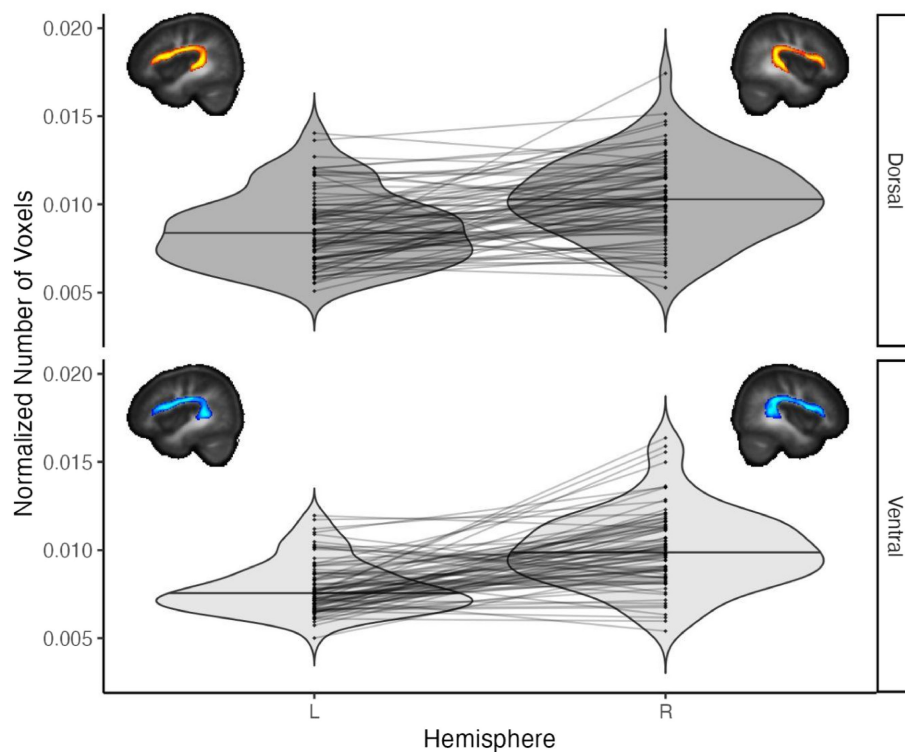 Normalized Number of Voxels
0.020
0.015
0.010
0.005
Dorsal
0.020
0.015
0.010
0.005
Ventral
L
R
Hemisphere